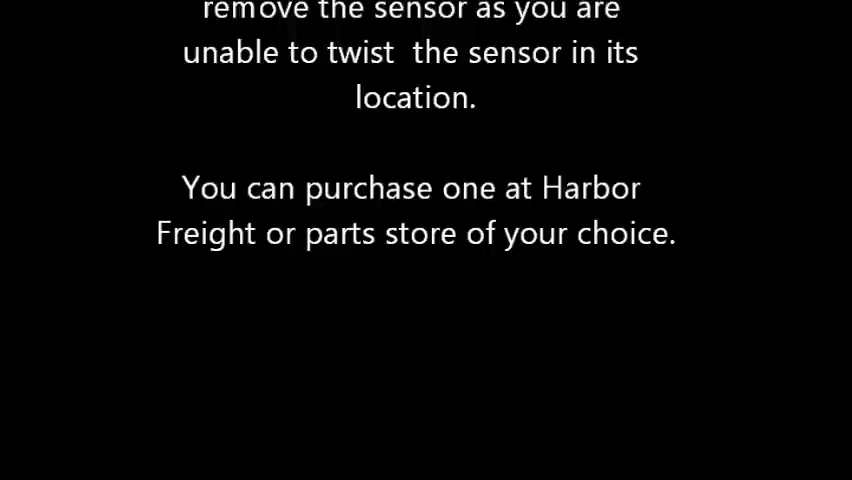 remove the sensor as you are
unable to twist  the sensor in its
location.
You can purchase one at Harbor
Freight or parts store of your choice.